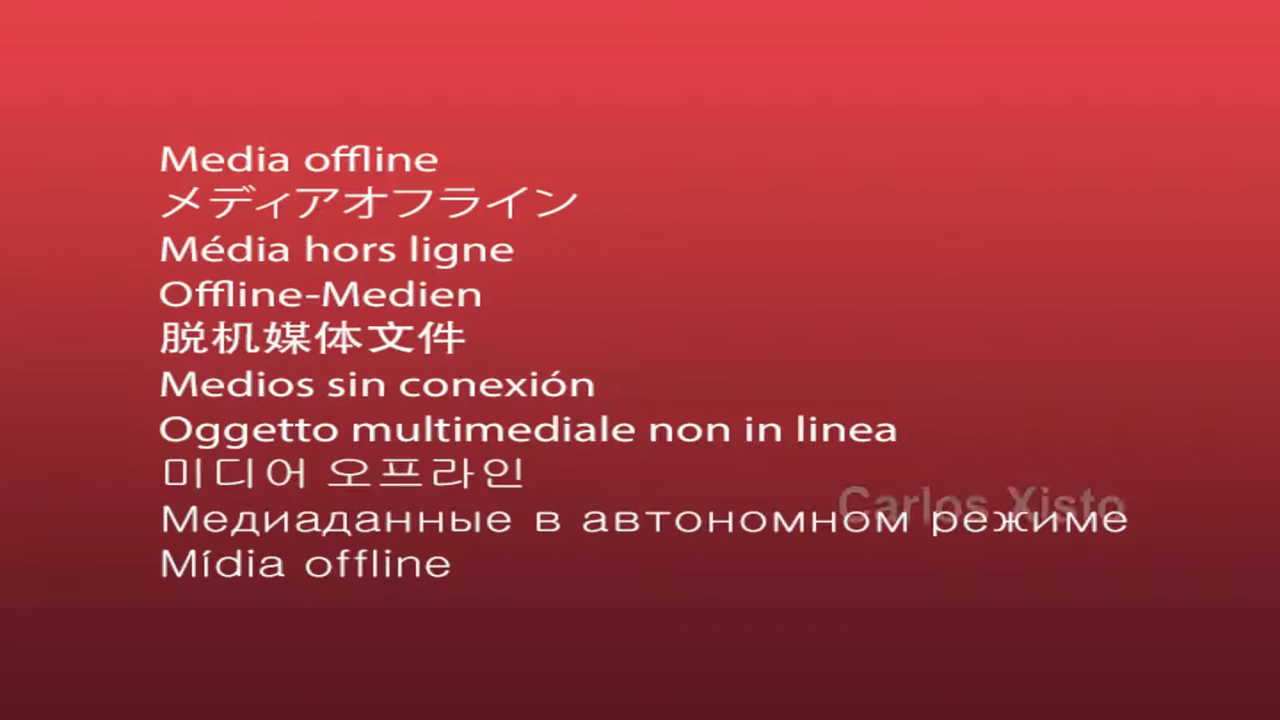 Media offline
メディアオフライン
Média hors ligne
Offline-Medien
脱机媒体文件
Medios sin conexión
Oggetto multimediale non in linea
미디어 오프라인
Carlos Xisto
Медиаданные в автономном режиме
Mídia offline